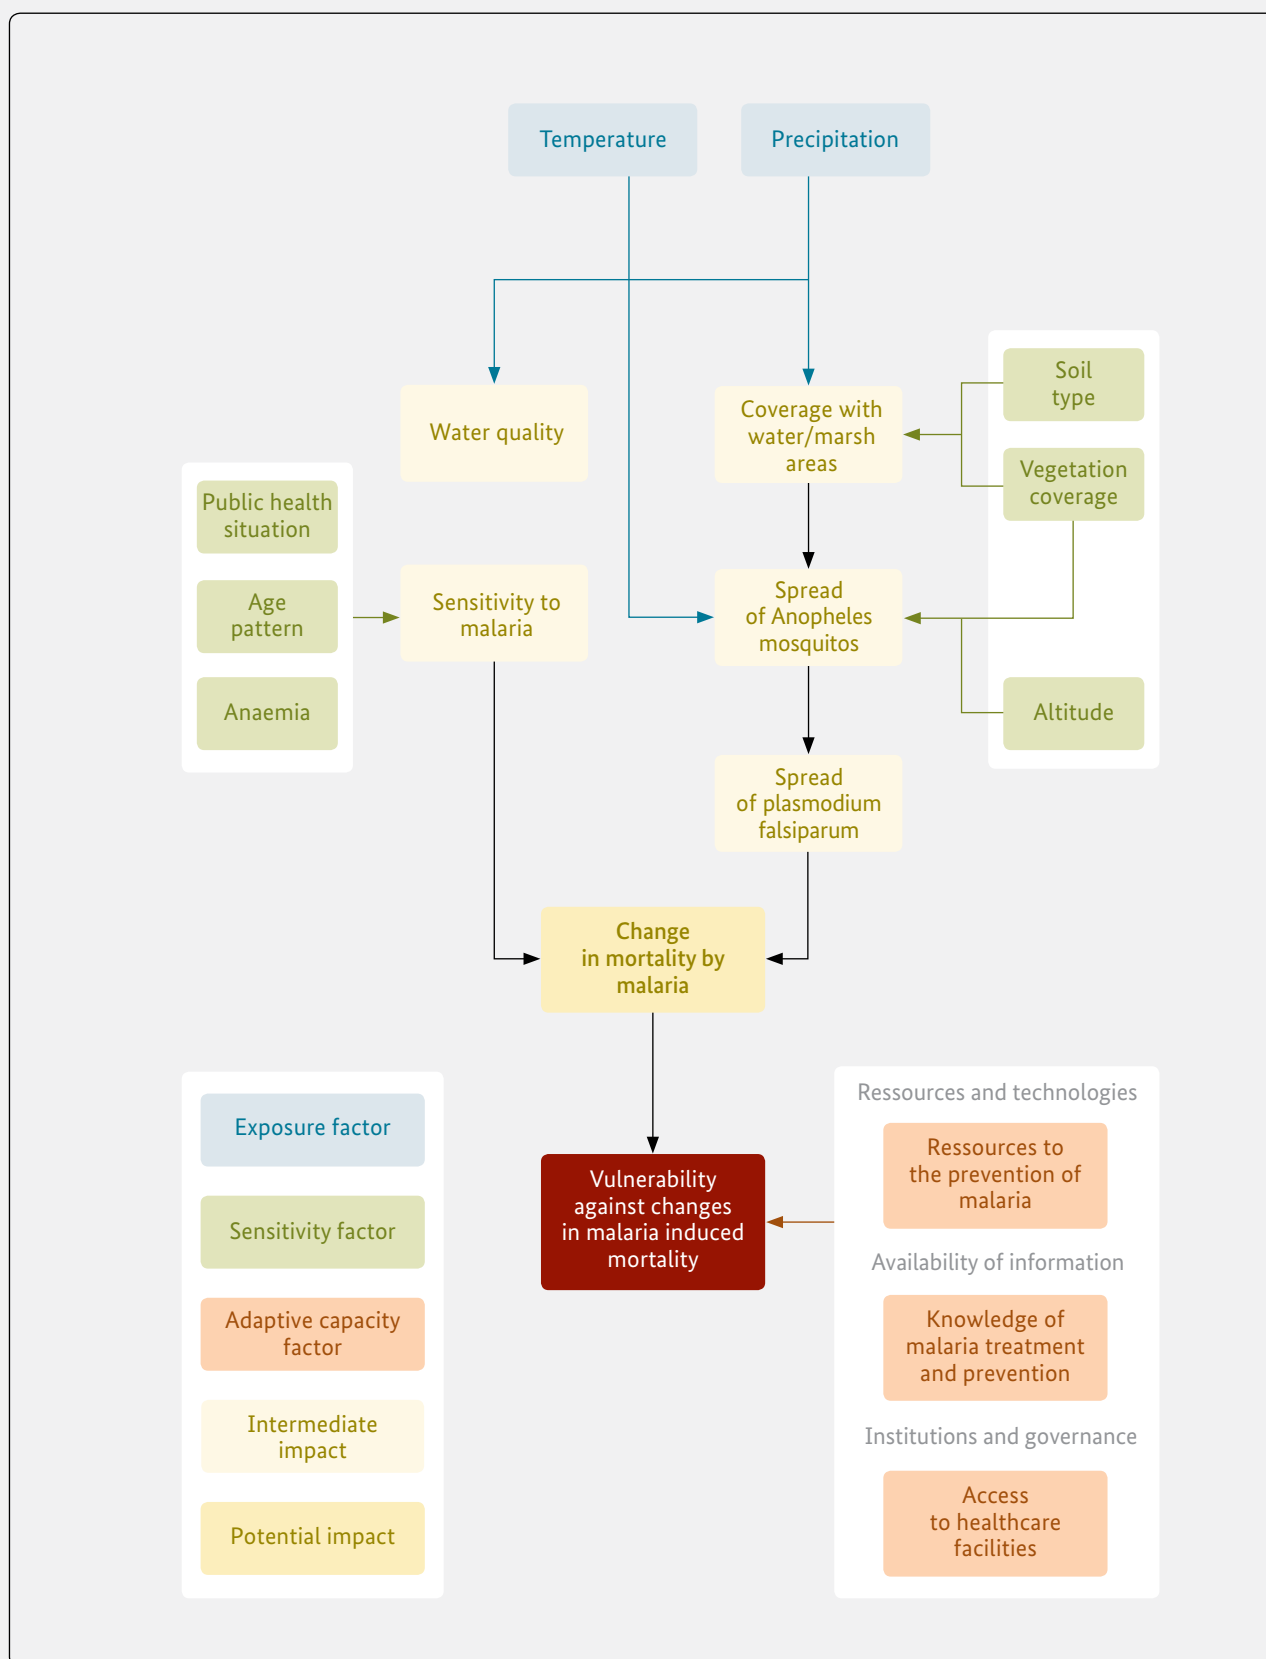 Temperature
Precipitation
Water quality
Coverage with
water/marsh
areas
Soil
type
Vegetation
coverage
Public health
situation
Age
pattern
Anaemia
Sensitivity to
malaria
Spread
of Anopheles
mosquitos
Altitude
Spread
of plasmodium
falsiparum
Change
in mortality by
malaria
Vulnerability
against changes
in malaria induced
mortality
Exposure factor
Sensitivity factor
Adaptive capacity
factor
Intermediate
impact
Potential impact
Ressources and technologies
Ressources to
the prevention of
malaria
Availability of information
Knowledge of
malaria treatment
and prevention
Institutions and governance
Access
to healthcare
facilities